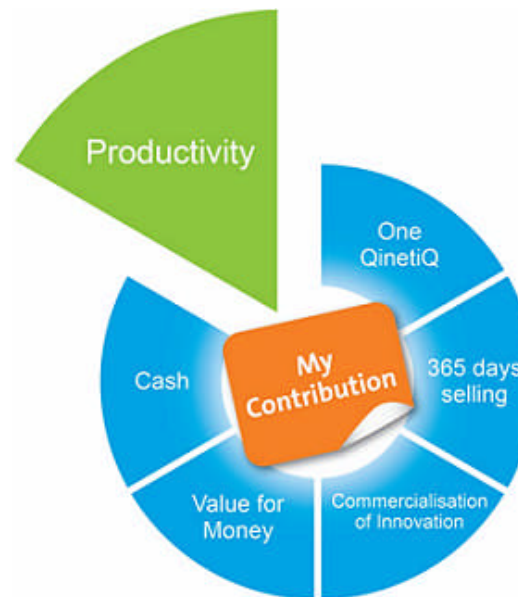 Productivity
One
QinetiQ
365 days
selling
Commercialisation
of Innovation
Value for
Money
Cash
My
Contribution